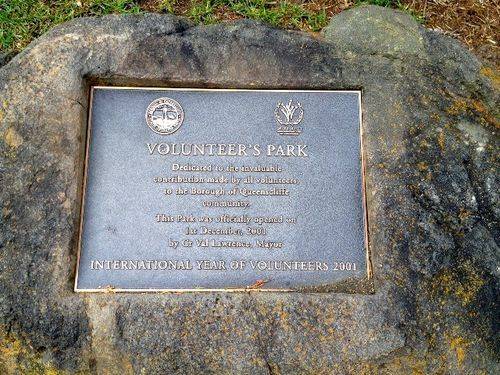 VOLUNTEER'S PARK
Dedicated to the invaluable
contribution made by all volunteers
to the Borough of Queenscliffe
community.
This Park was officially opened on
1st December, 2001
by Cr Val Lawrence, Mayor
INTERNATIONAL YEAR OF VOLUNTEERS 2001